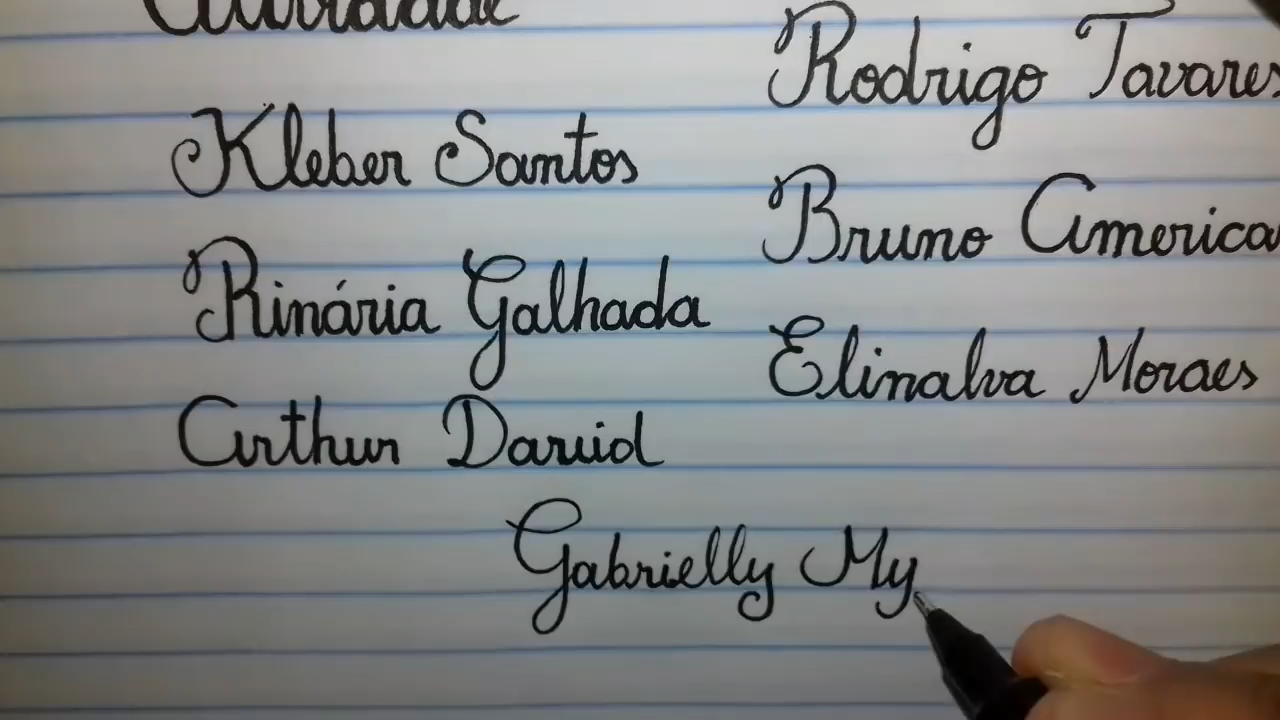 Kleber Santos
Rinária Galhada
Arthur David
Rodrigo Tavares
Bruno America
Elinalva Moraes
Gabrielly My